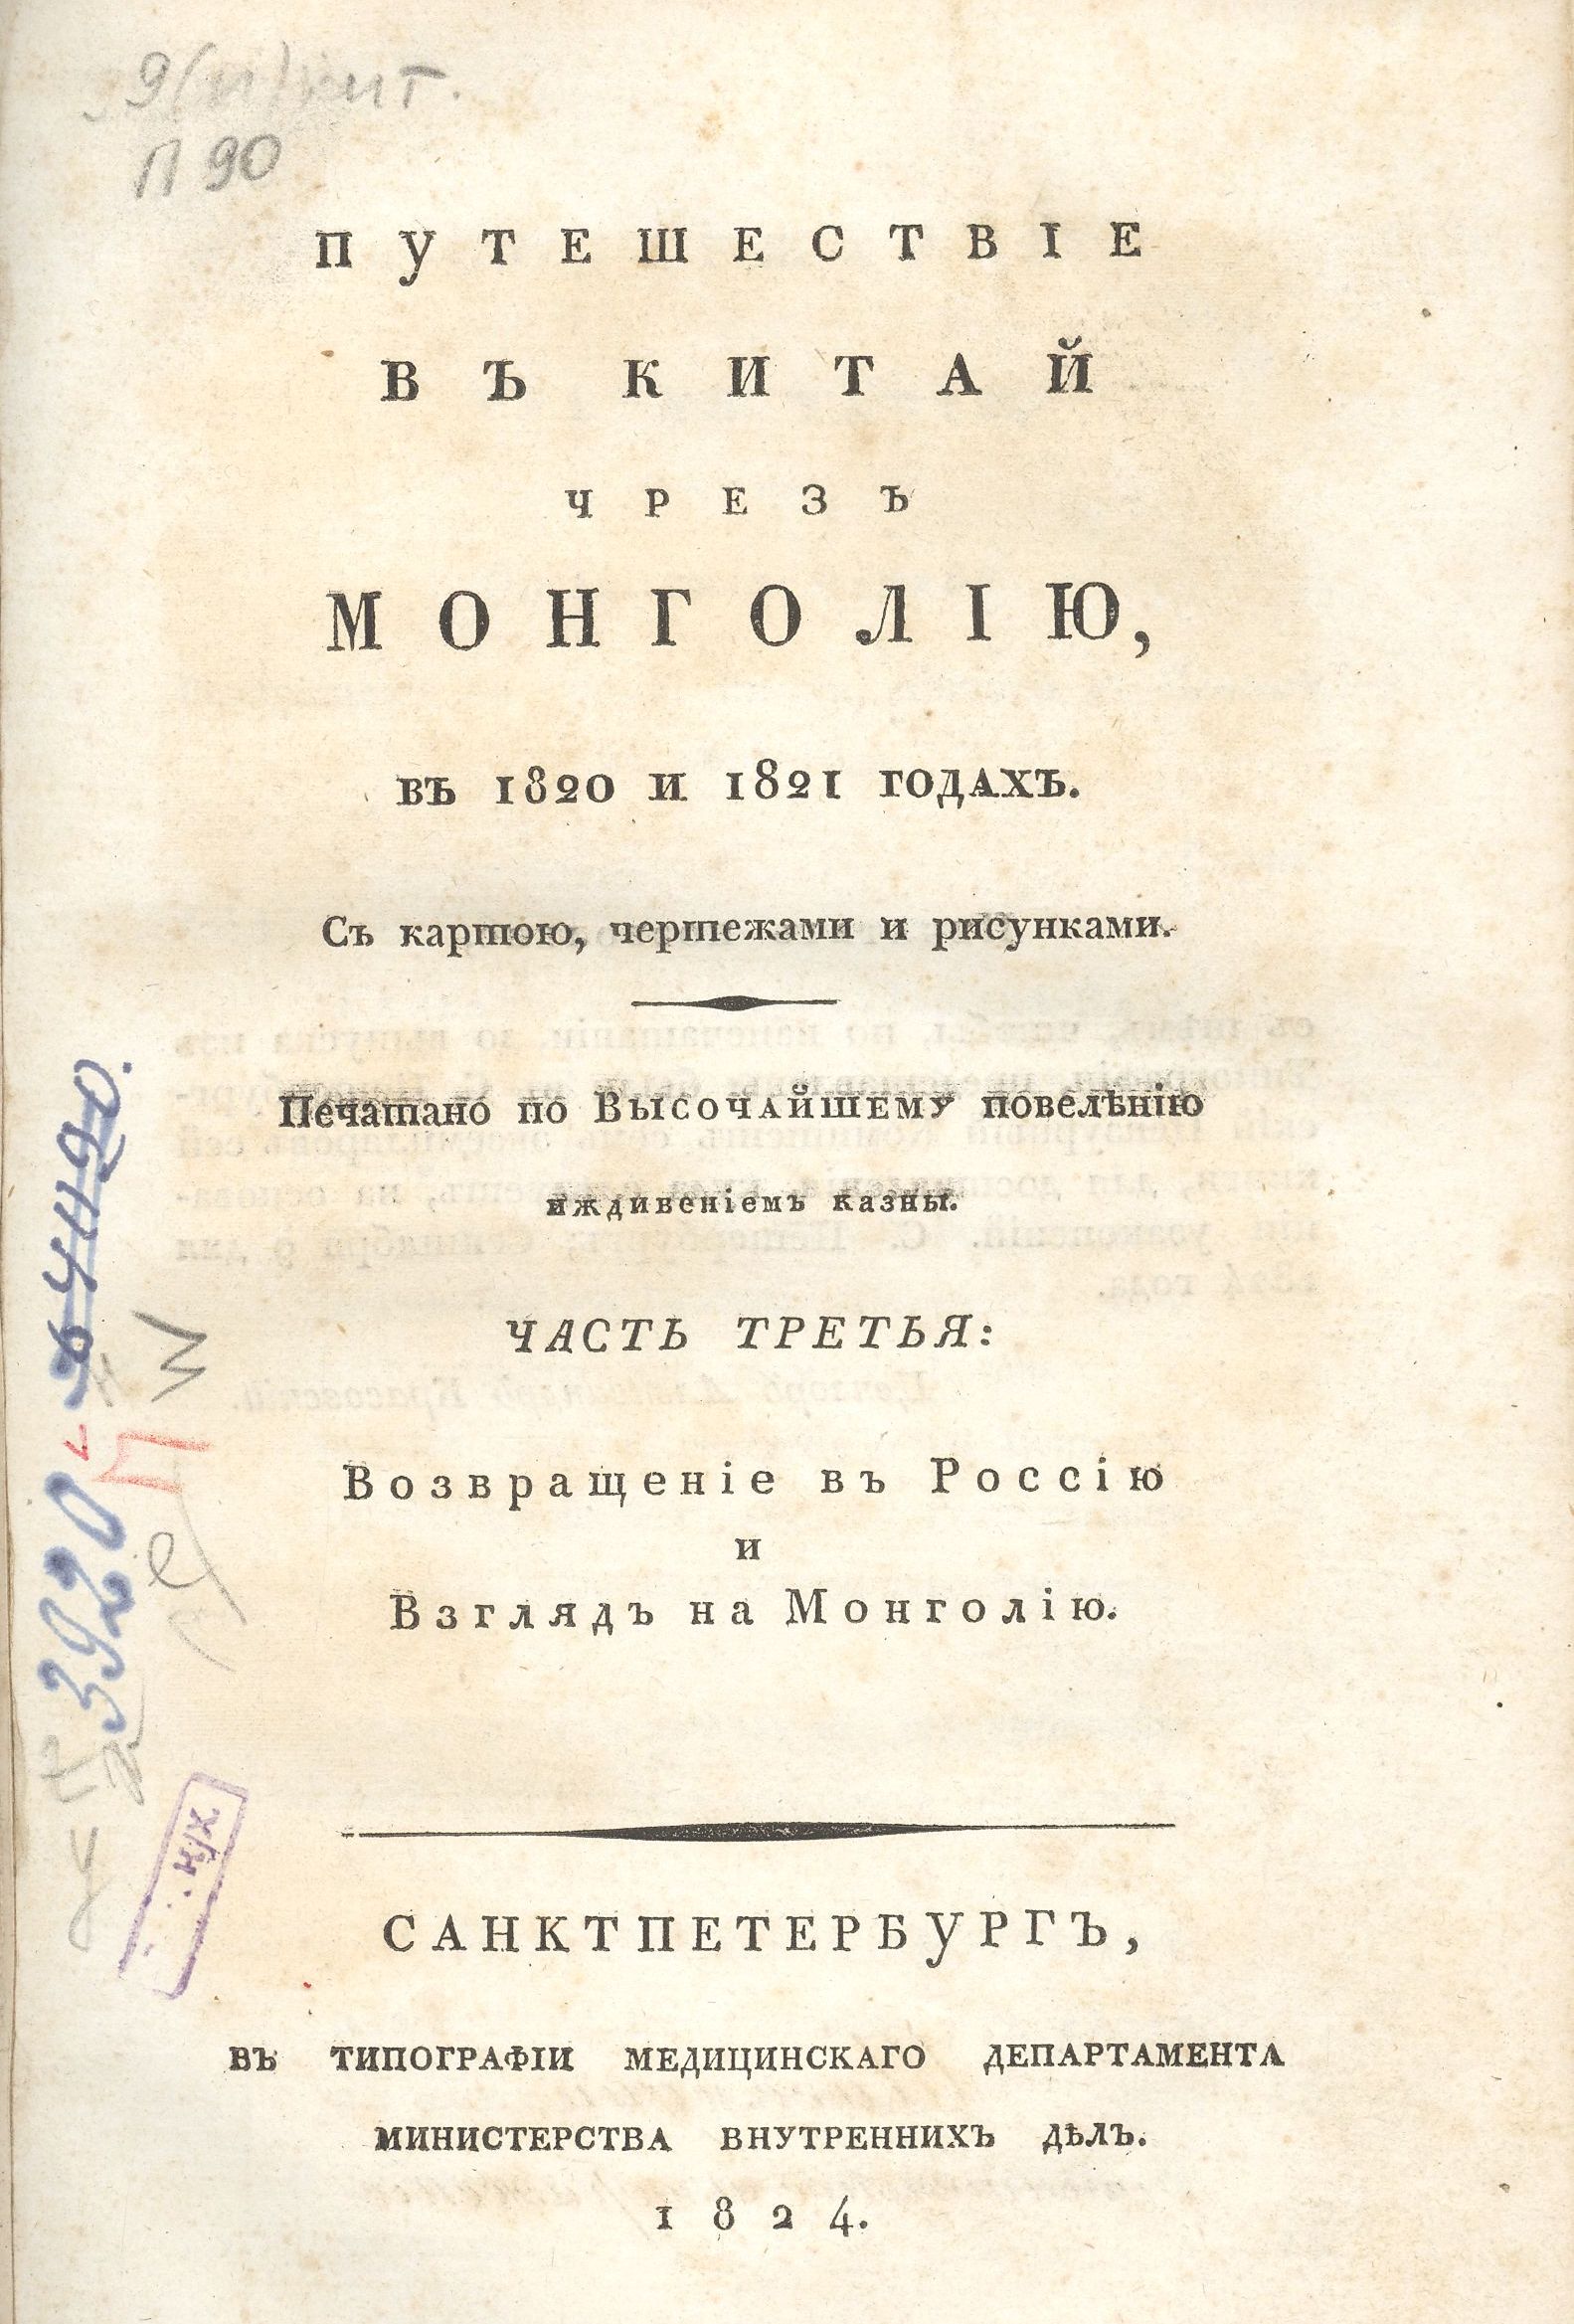 П 90
ПУТЕШЕСТВІЕ
ВЪ КИТАЙ
ЧРЕЗЪ
МОНГОЛІЮ,
ВЪ 1820 И 1821 ГОДАХЪ.
Съ картою, чертежами и рисунками.
Печатано по Высочайшему повелѣнію
иждивеніемъ казны.
ЧАСТЬ ТРЕТЬЯ:
Возвращеніе въ Россію
и
Взглядъ на Монголію.
САНКТПЕТЕРБУРГЪ,
ВЪ ТИПОГРАФІИ МЕДИЦИНСКАГО ДЕПАРТАМЕНТА
МИНИСТЕРСТВА ВНУТРЕННИХЪ ДѢЛЪ.
1824.